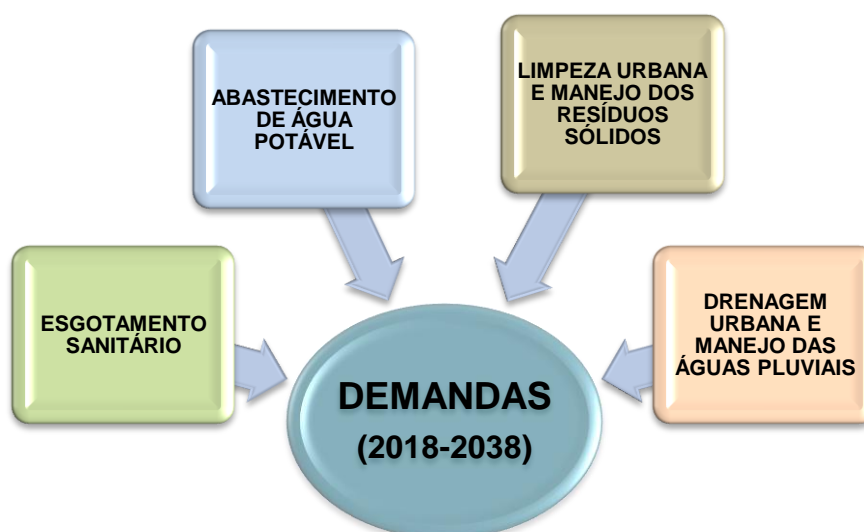 ABASTECIMENTO
DE ÁGUA
POTÁVEL
LIMPEZA URBANA
E MANEJO DOS
RESÍDUOS
SÓLIDOS
ESGOTAMENTO
SANITÁRIO
DRENAGEM
URBANA E
MANEJO DAS
ÁGUAS PLUVIAIS
DEMANDAS
(2018-2038)